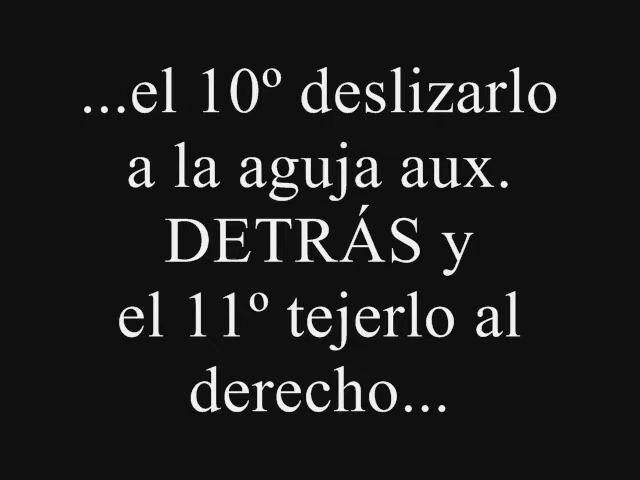 ...el 10º deslizarlo
a la aguja aux.
DETRÁS y
el 11º tejerlo al
derecho...